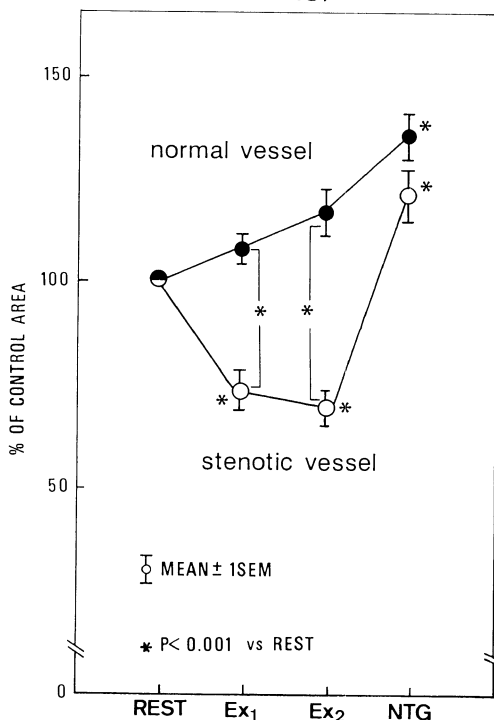 150
normal vessel
*
*
100
% OF CONTROL AREA
* *
* *
stenotic vessel
50
MEAN ± 1SEM
* P< 0.001 vs REST
0
REST Ex1 Ex2 NTG